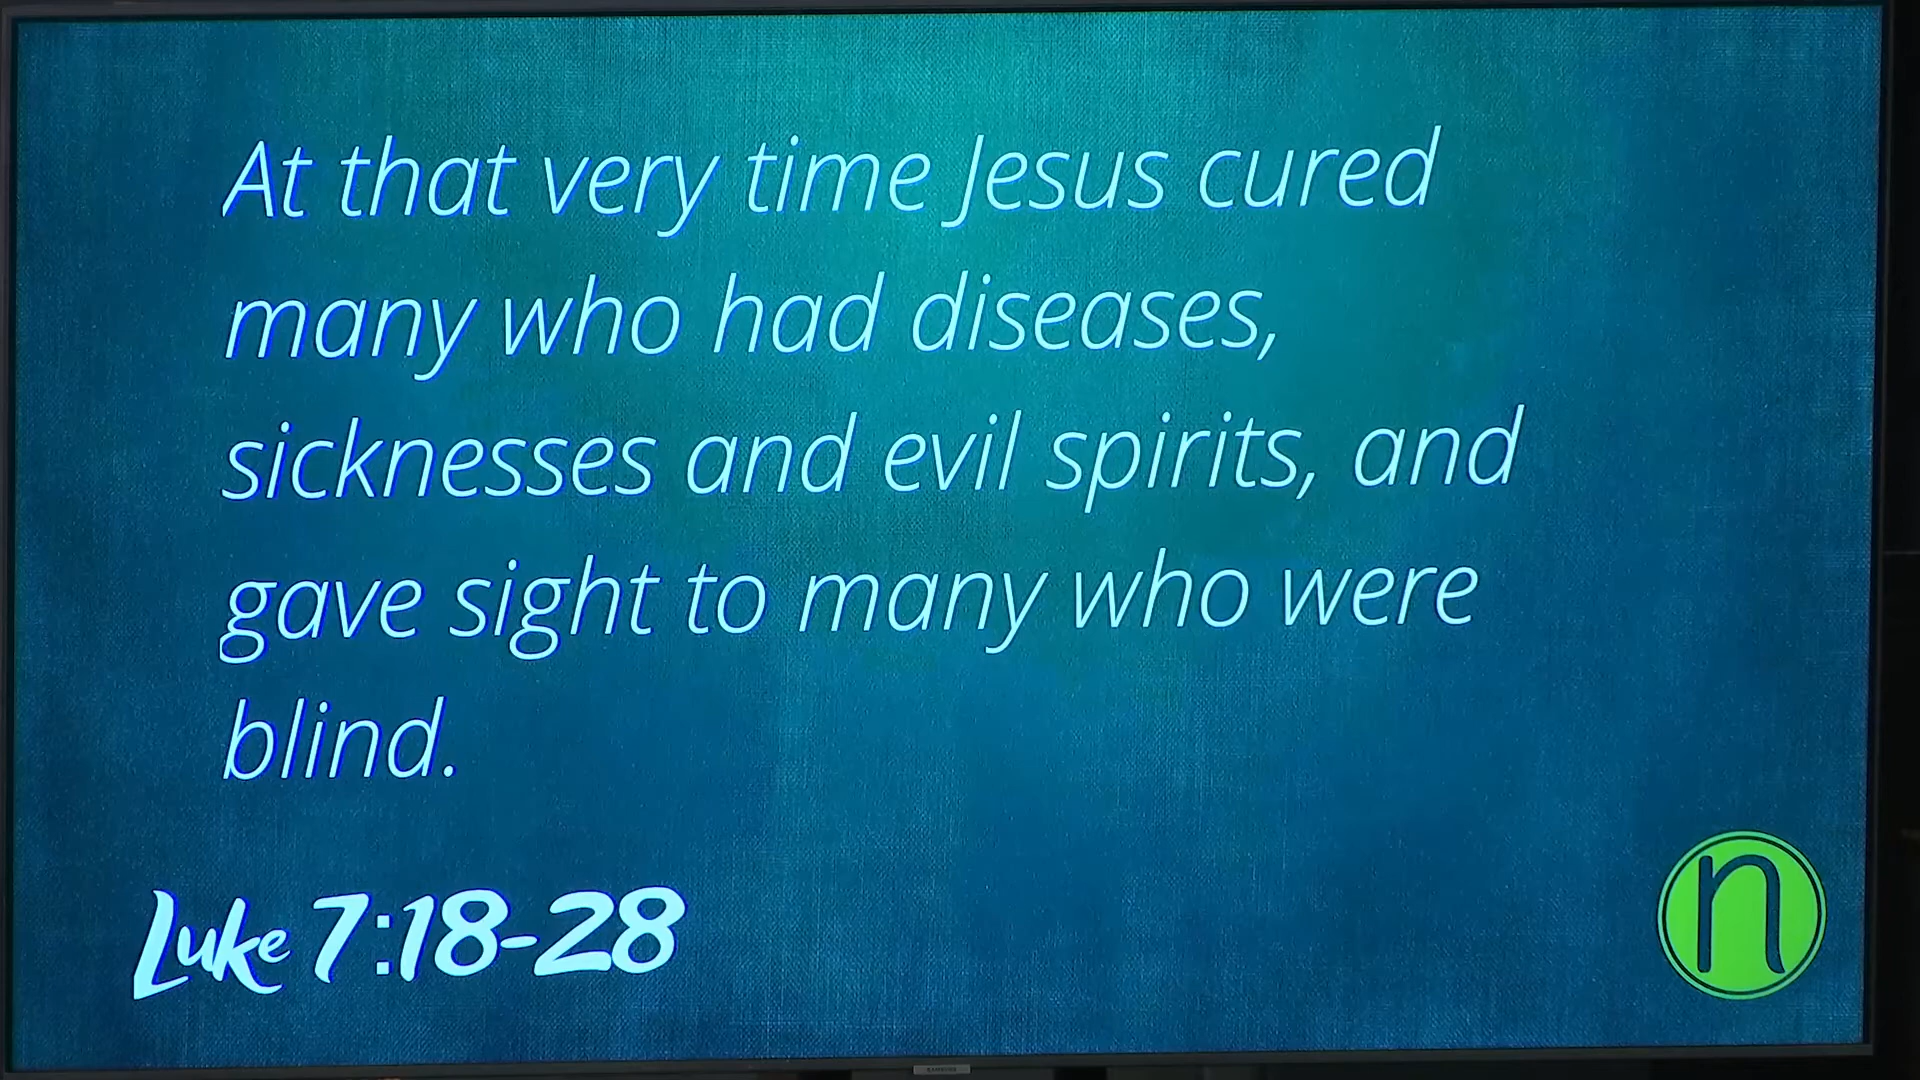 At that very time Jesus cured
many who had diseases,
sicknesses and evil spirits, and
gave sight to many who were
blind.
Luke 7:18-28
n
SAMSUNG